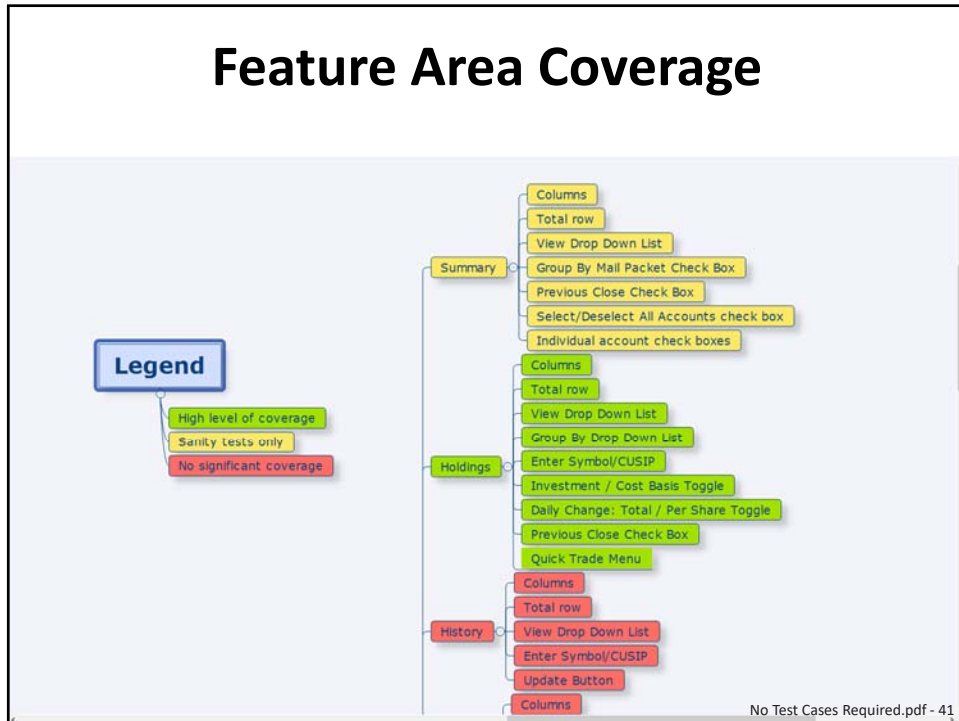 Feature Area Coverage
Legend
High level of coverage
Sanity tests only
No significant coverage
Summary
Columns
Total row
View Drop Down List
Group By Mail Packet Check Box
Previous Close Check Box
Select/Deselect All Accounts check box
Individual account check boxes
Holdings
Columns
Total row
View Drop Down List
Group By Drop Down List
Enter Symbol/CUSIP
Investment / Cost Basis Toggle
Daily Change: Total / Per Share Toggle
Previous Close Check Box
Quick Trade Menu
History
Columns
Total row
View Drop Down List
Enter Symbol/CUSIP
Update Button
Columns
No Test Cases Required.pdf - 41